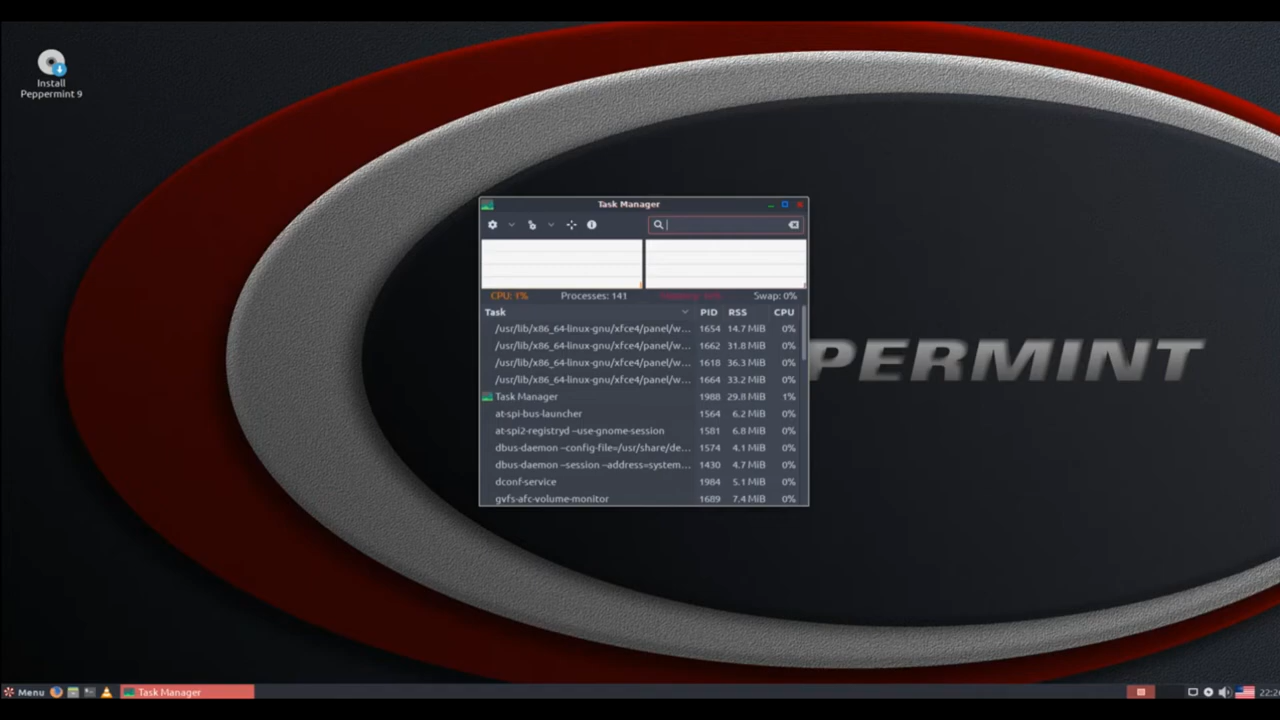 Install
Peppermint 9
Task Manager
CPU: 1% Processes: 141 Swap: 0%
Task PID RSS CPU
/usr/lib/x86_64-linux-gnu/xfce4/panel/w... 1654 14.7 MiB 0%
/usr/lib/x86_64-linux-gnu/xfce4/panel/w... 1662 31.8 MiB 0%
/usr/lib/x86_64-linux-gnu/xfce4/panel/w... 1618 36.3 MiB 0%
/usr/lib/x86_64-linux-gnu/xfce4/panel/w... 1664 33.2 MiB 0%
Task Manager 1988 29.8 MiB 1%
at-spi-bus-launcher 1564 6.2 MiB 0%
at-spi2-registryd --use-gnome-session 1581 6.8 MiB 0%
dbus-daemon --config-file=/usr/share/de... 1574 4.1 MiB 0%
dbus-daemon --session --address=system... 1430 4.7 MiB 0%
dconf-service 1984 5.1 MiB 0%
gvfs-afc-volume-monitor 1689 7.4 MiB 0%
PERMINT
Menu Task Manager